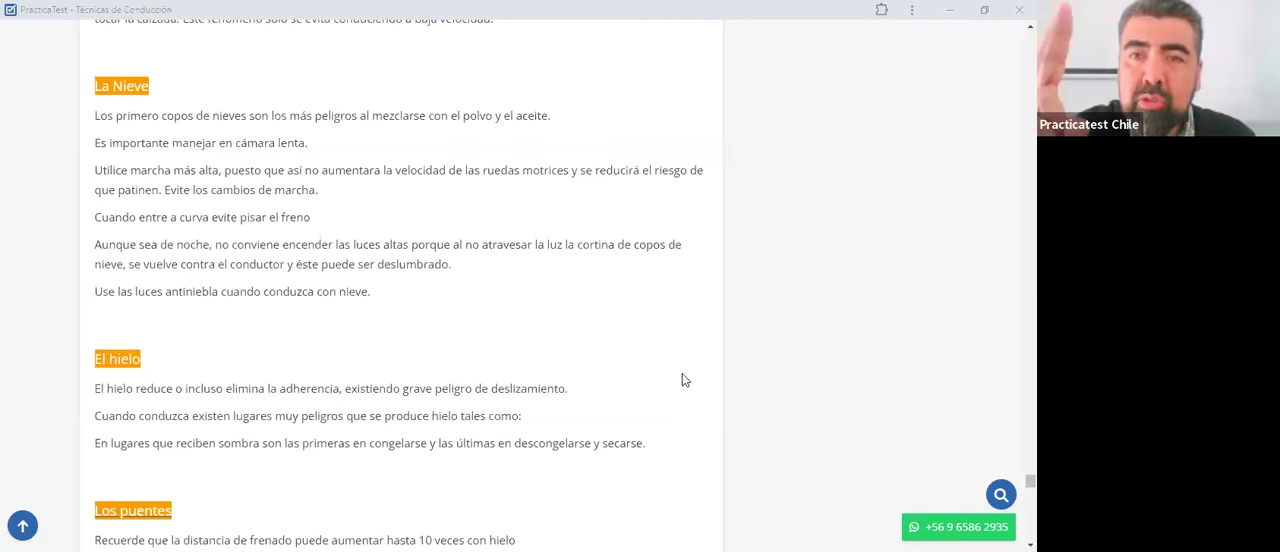 PracticaTest - Técnicas de Conducción
tocar la calzada. Este fenómeno sólo se evita conduciendo a baja velocidad.
La Nieve
Los primero copos de nieves son los más peligros al mezclarse con el polvo y el aceite.
Es importante manejar en cámara lenta.
Utilice marcha más alta, puesto que así no aumentara la velocidad de las ruedas motrices y se reducirá el riesgo de
que patinen. Evite los cambios de marcha.
Cuando entre a curva evite pisar el freno
Aunque sea de noche, no conviene encender las luces altas porque al no atravesar la luz la cortina de copos de
nieve, se vuelve contra el conductor y éste puede ser deslumbrado.
Use las luces antiniebla cuando conduzca con nieve.
El hielo
El hielo reduce o incluso elimina la adherencia, existiendo grave peligro de deslizamiento.
Cuando conduzca existen lugares muy peligros que se produce hielo tales como:
En lugares que reciben sombra son las primeras en congelarse y las últimas en descongelarse y secarse.
Los puentes
Recuerde que la distancia de frenado puede aumentar hasta 10 veces con hielo
+56 9 6586 2935
Practicatest Chile